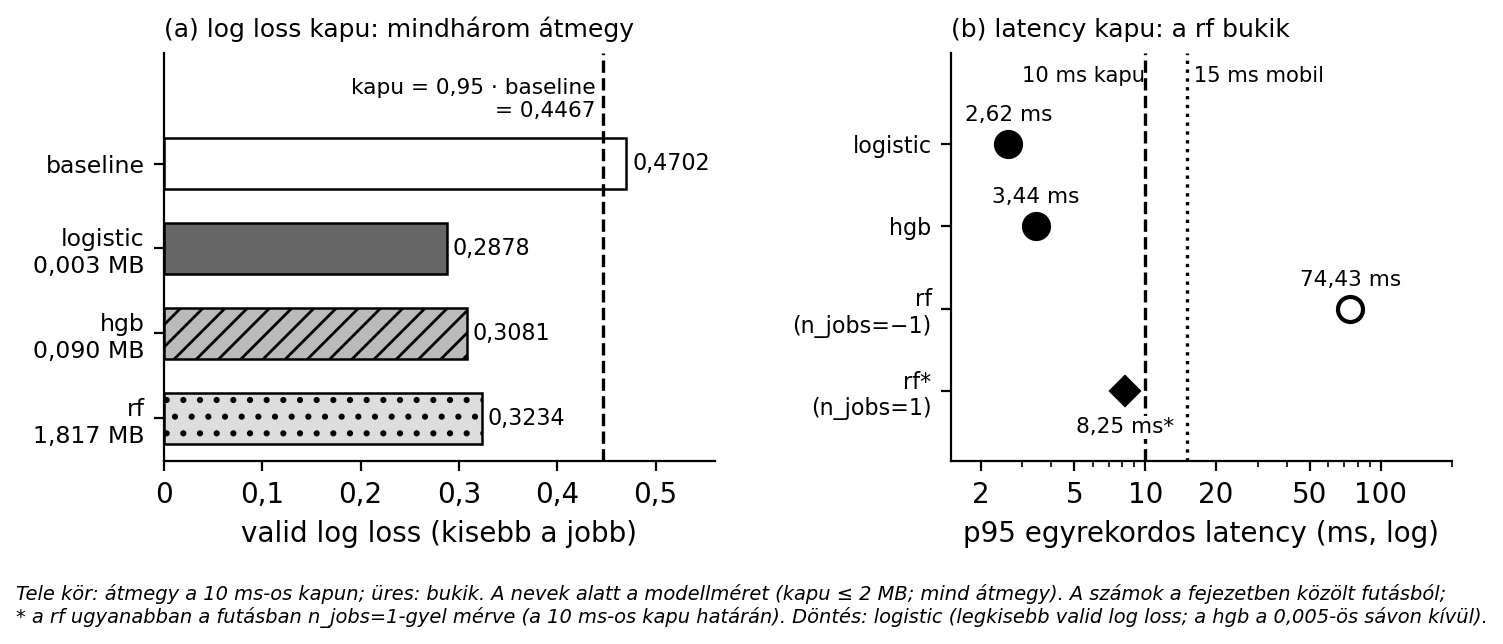 (a) log loss kapu: mindhárom átmegy
kapu = 0,95 · baseline
= 0,4467
baseline
0,4702
logistic
0,003 MB
0,2878
hgb
0,090 MB
0,3081
rf
1,817 MB
0,3234
0 0,1 0,2 0,3 0,4 0,5
valid log loss (kisebb a jobb)
(b) latency kapu: a rf bukik
10 ms kapu 15 ms mobil
2,62 ms
logistic
3,44 ms
hgb
74,43 ms
rf
(n_jobs=−1)
rf*
(n_jobs=1)
8,25 ms*
2 5 10 20 50 100
p95 egyrekordos latency (ms, log)
Tele kör: átmegy a 10 ms-os kapun; üres: bukik. A nevek alatt a modellméret (kapu ≤ 2 MB; mind átmegy). A számok a fejezetben közölt futásból;
* a rf ugyanabban a futásban n_jobs=1-gyel mérve (a 10 ms-os kapu határán). Döntés: logistic (legkisebb valid log loss; a hgb a 0,005-ös sávon kívül).